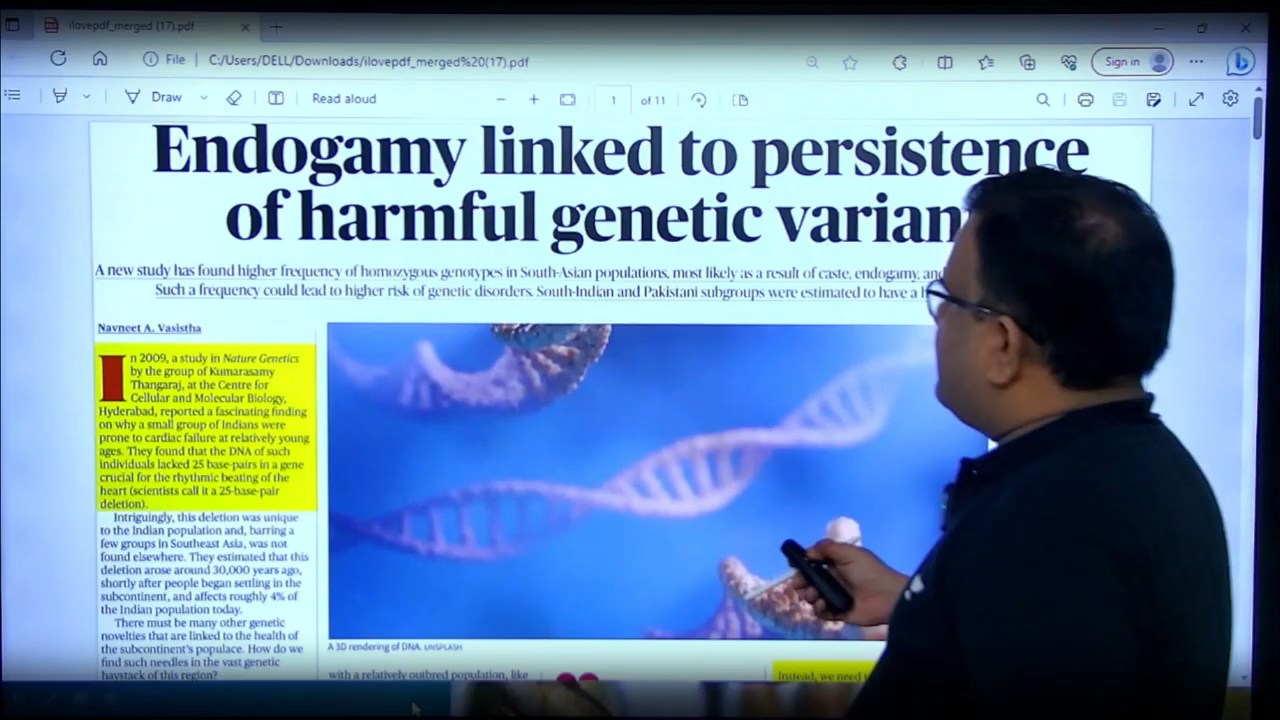 ilovepdf_merged (17).pdf
File
C:/Users/DELL/Downloads/ilovepdf_merged%20(17).pdf
Sign in
Draw
Read aloud
1
of 11
Endogamy linked to persistence
of harmful genetic varian
A new study has found higher frequency of homozygous genotypes in South-Asian populations, most likely as a result of caste, endogamy, and
Such a frequency could lead to higher risk of genetic disorders. South-Indian and Pakistani subgroups were estimated to have a h
Navneet A. Vasistha
In 2009, a study in Nature Genetics
by the group of Kumarasamy
Thangaraj, at the Centre for
Cellular and Molecular Biology,
Hyderabad, reported a fascinating finding
on why a small group of Indians were
prone to cardiac failure at relatively young
ages. They found that the DNA of such
individuals lacked 25 base-pairs in a gene
crucial for the rhythmic beating of the
heart (scientists call it a 25-base-pair
deletion).
Intriguingly, this deletion was unique
to the Indian population and, barring a
few groups in Southeast Asia, was not
found elsewhere. They estimated that this
deletion arose around 30,000 years ago,
shortly after people began settling in the
subcontinent, and affects roughly 4% of
the Indian population today.
There must be many other genetic
novelties that are linked to the health of
the subcontinent's populace. How do we
find such needles in the vast genetic
haystack of this region?
A 3D rendering of DNA. UNSPLASH
with a relatively outbred population, like
Instead, we need